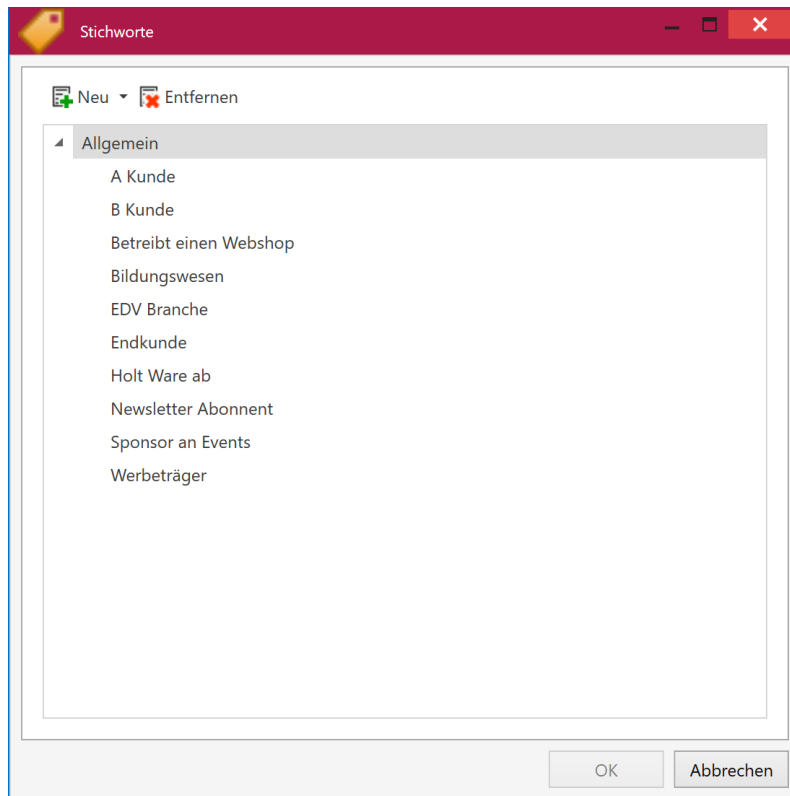 Stichworte
Neu Entfernen
Allgemein
A Kunde
B Kunde
Betreibt einen Webshop
Bildungswesen
EDV Branche
Endkunde
Holt Ware ab
Newsletter Abonnent
Sponsor an Events
Werbeträger
OK Abbrechen